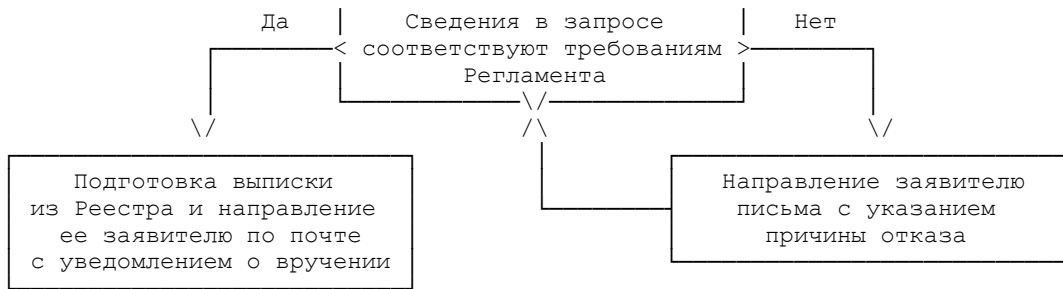 Да Сведения в запросе Нет
соответствуют требованиям
Регламента
Подготовка выписки
из Реестра и направление
ее заявителю по почте
с уведомлением о вручении
Направление заявителю
письма с указанием
причины отказа